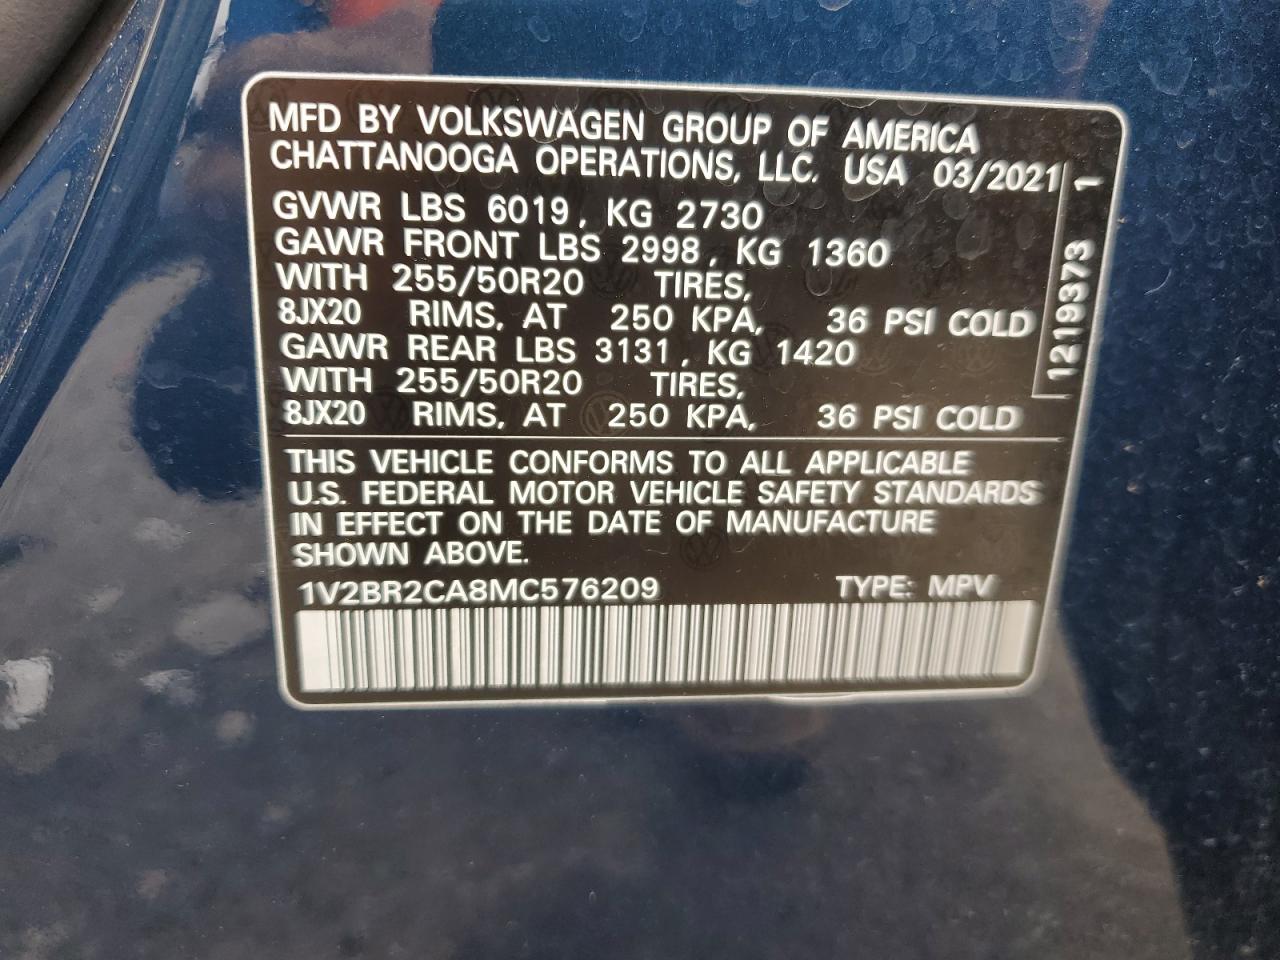 MFD BY VOLKSWAGEN GROUP OF AMERICA
CHATTANOOGA OPERATIONS, LLC. USA 03/2021
GVWR LBS 6019, KG 2730
GAWR FRONT LBS 2998, KG 1360
WITH 255/50R20 TIRES,
8JX20 RIMS, AT 250 KPA, 36 PSI COLD
GAWR REAR LBS 3131, KG 1420
WITH 255/50R20 TIRES,
8JX20 RIMS, AT 250 KPA, 36 PSI COLD
1219373 1
THIS VEHICLE CONFORMS TO ALL APPLICABLE
U.S. FEDERAL MOTOR VEHICLE SAFETY STANDARDS
IN EFFECT ON THE DATE OF MANUFACTURE
SHOWN ABOVE.
1V2BR2CA8MC576209 TYPE: MPV